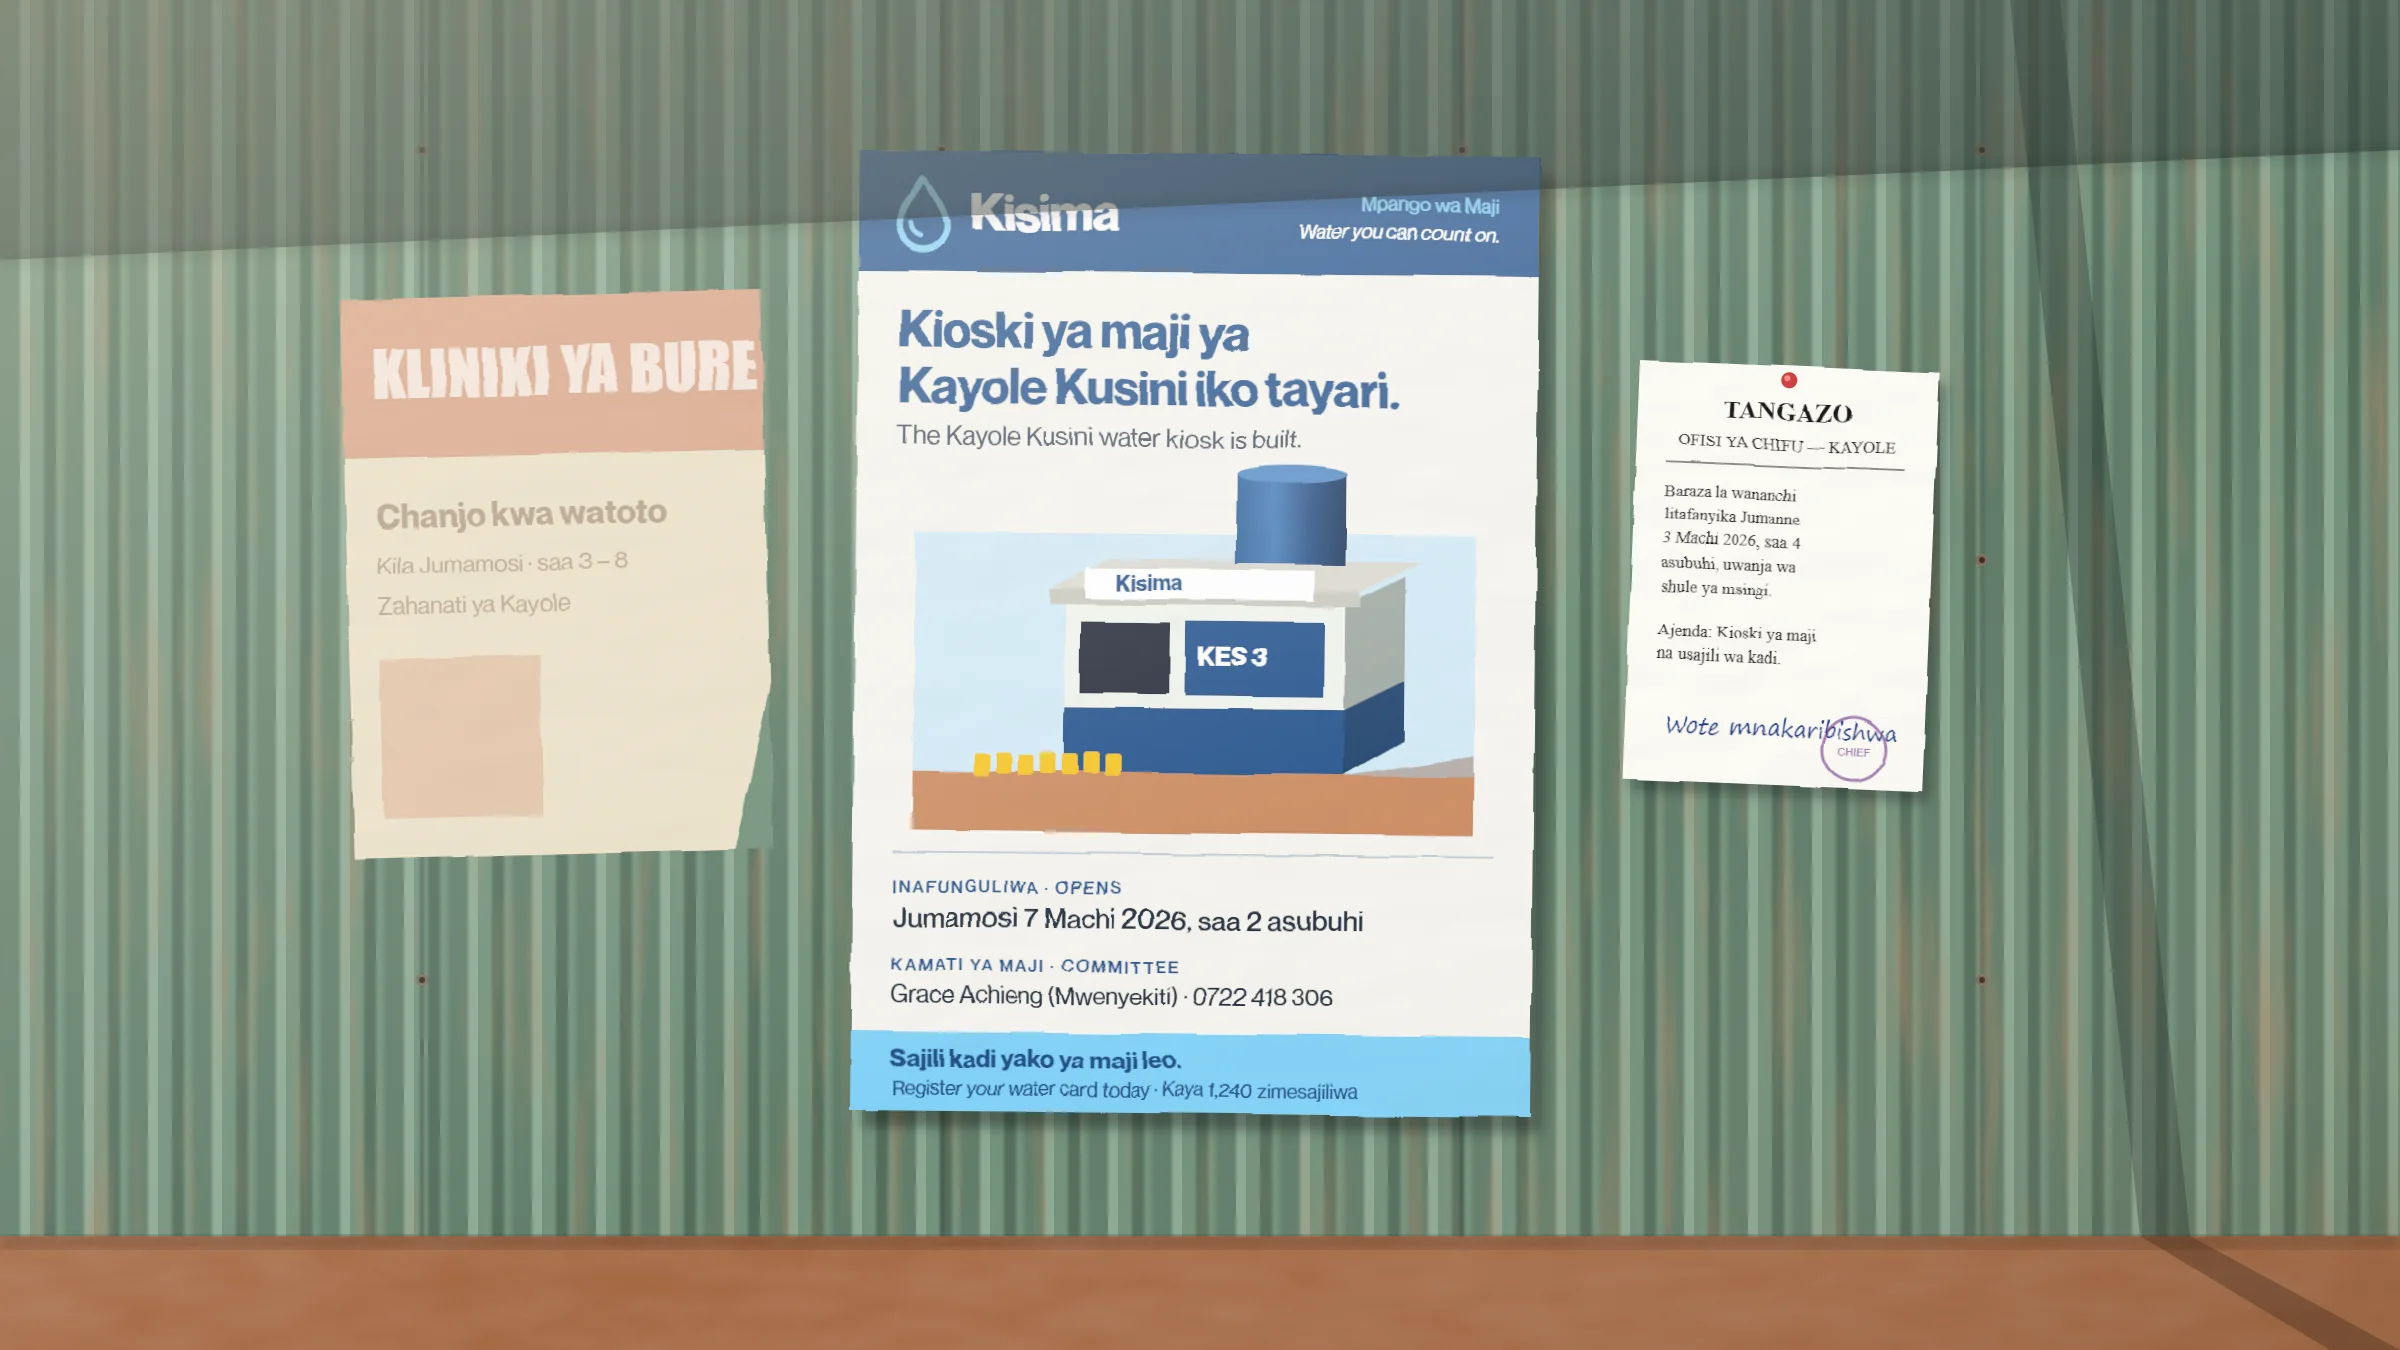 KLINIKI YA BURE
Chanjo kwa watoto
Kila Jumamosi · saa 3 – 8
Zahanati ya Kayole
Kisima
Mpango wa Maji
Water you can count on.
Kioski ya maji ya
Kayole Kusini iko tayari.
The Kayole Kusini water kiosk is built.
Kisima
KES 3
INAFUNGULIWA · OPENS
Jumamosi 7 Machi 2026, saa 2 asubuhi
KAMATI YA MAJI · COMMITTEE
Grace Achieng (Mwenyekiti) · 0722 418 306
Sajili kadi yako ya maji leo.
Register your water card today · Kaya 1,240 zimesajiliwa
TANGAZO
OFISI YA CHIFU — KAYOLE
Baraza la wananchi
litafanyika Jumanne
3 Machi 2026, saa 4
asubuhi, uwanja wa
shule ya msingi.
Ajenda: Kioski ya maji
na usajili wa kadi.
Wote mnakaribishwa
CHIEF